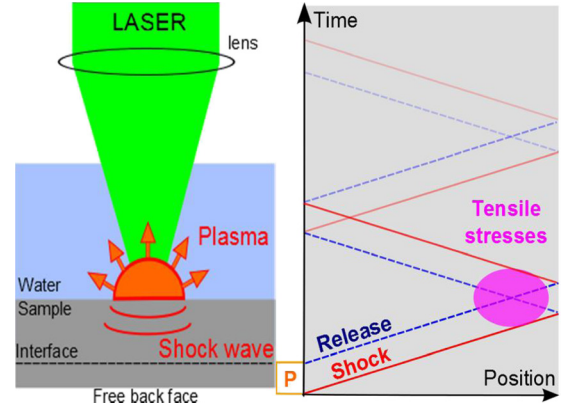 LASER
lens
Plasma
Water
Sample
Interface
Shock wave
Free back face
Time
Tensile
stresses
Release
Shock
P
Position